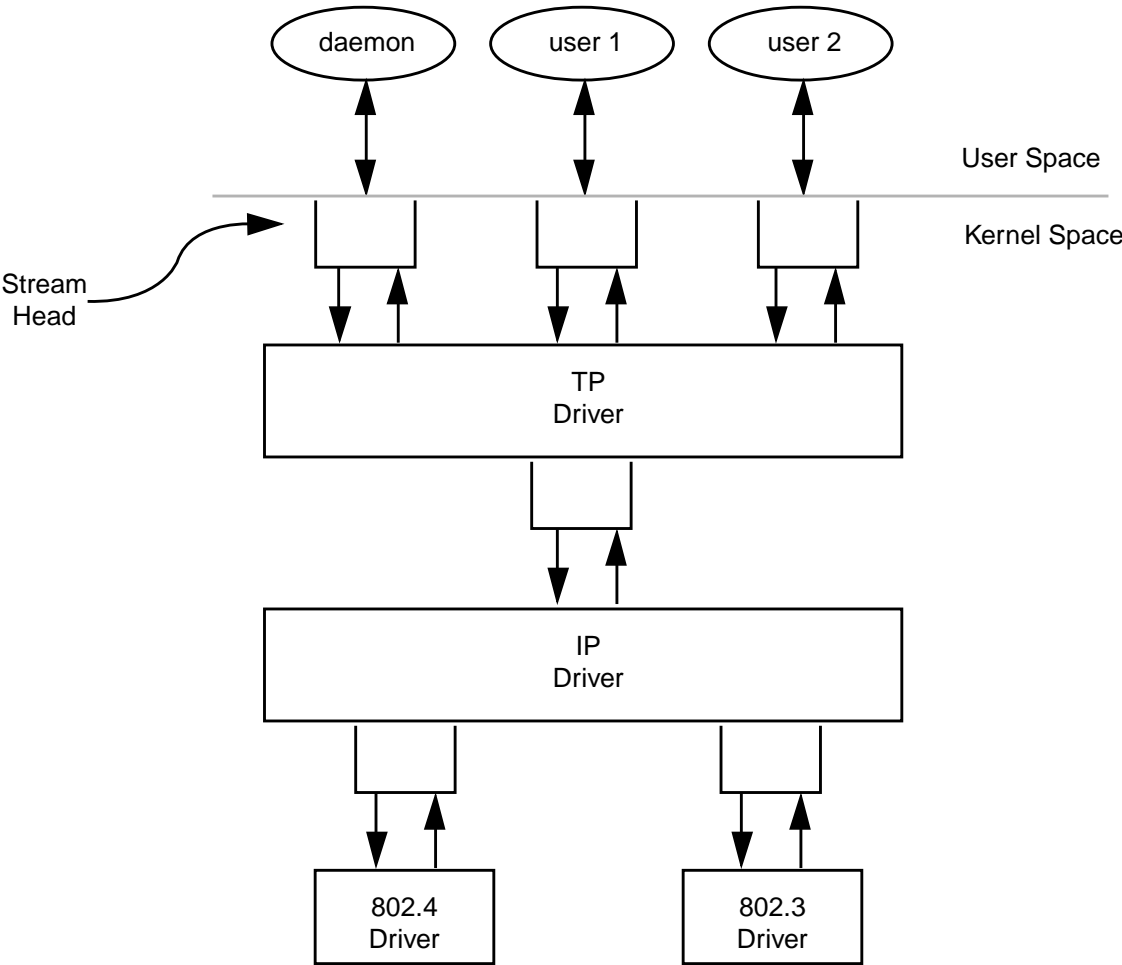 daemon
user 1
user 2
User Space
Kernel Space
Stream
Head
TP
Driver
IP
Driver
802.4
Driver
802.3
Driver